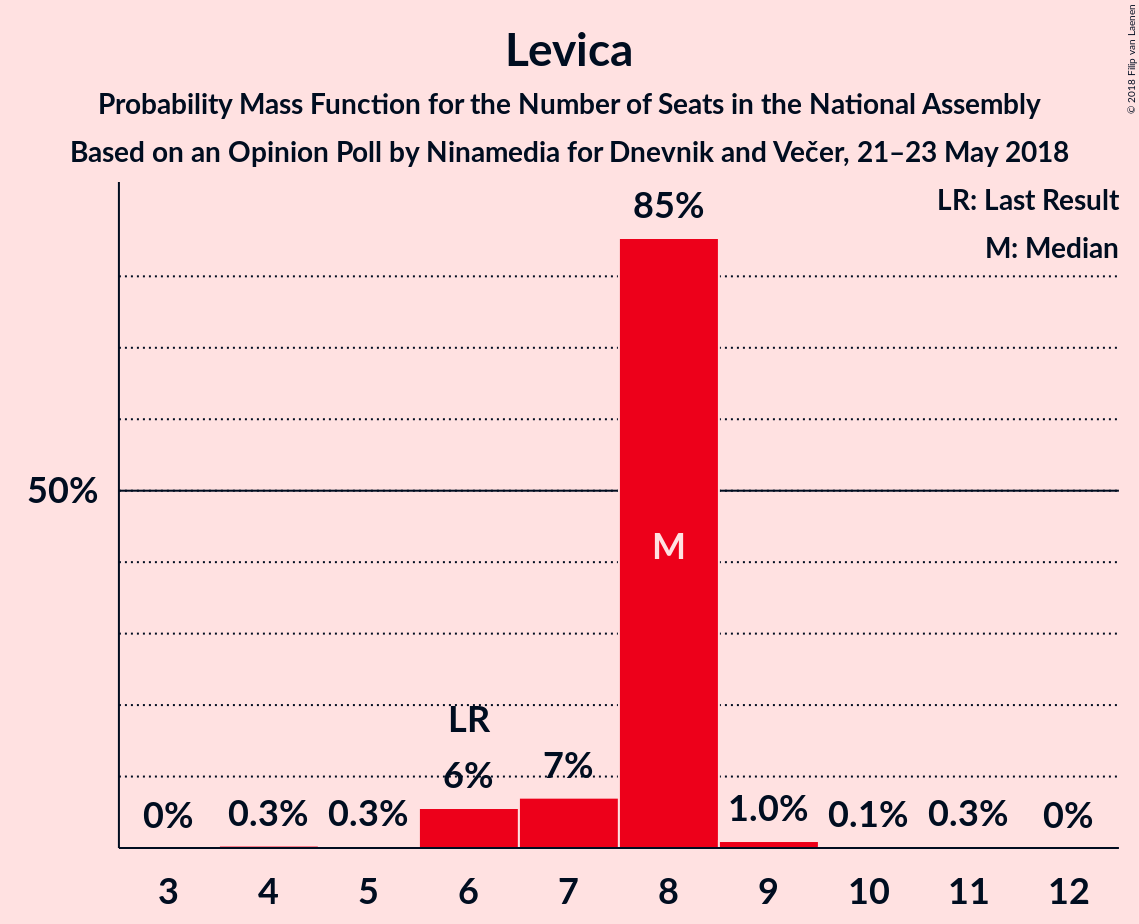 Levica
Probability Mass Function for the Number of Seats in the National Assembly
Based on an Opinion Poll by Ninamedia for Dnevnik and Večer, 21–23 May 2018
© 2018 Filip van Laenen
LR: Last Result
M: Median
85%
50%
M
LR
0%
0.3%
0.3%
6%
7%
1.0%
0.1%
0.3%
0%
3 4 5 6 7 8 9 10 11 12